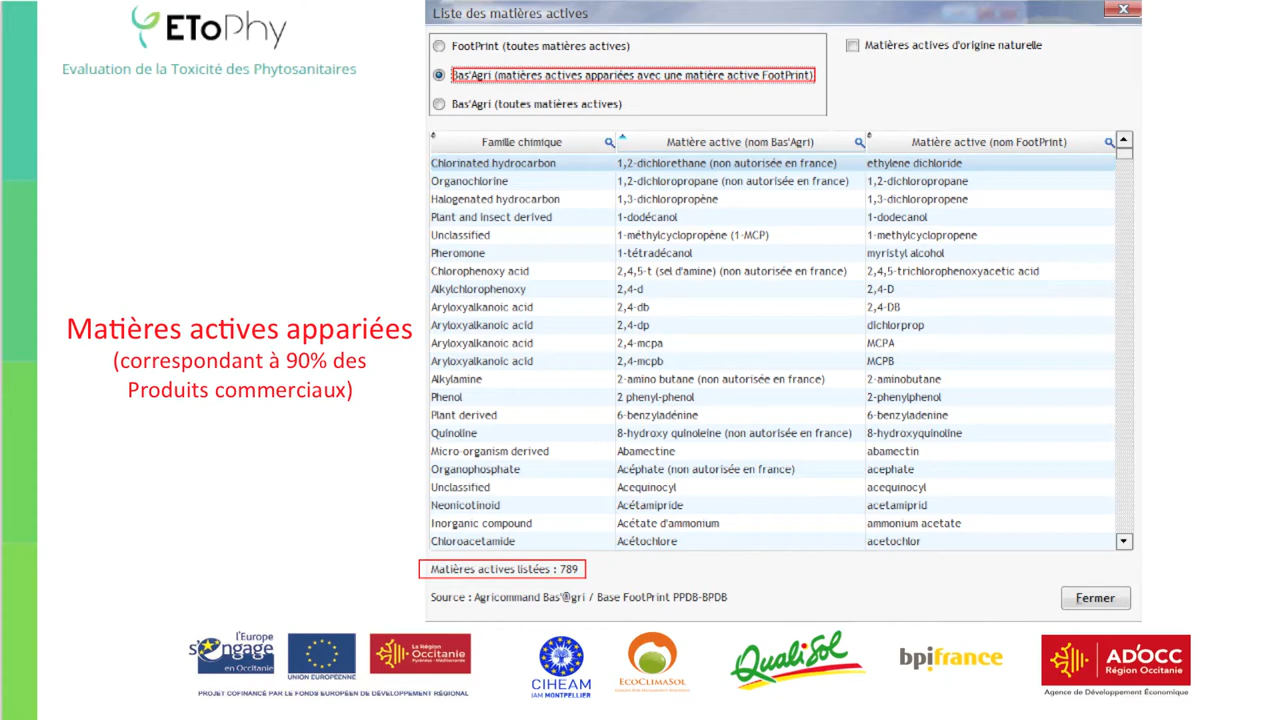 EToPhy
Evaluation de la Toxicité des Phytosanitaires
Matières actives appariées
(correspondant à 90% des
Produits commerciaux)
Liste des matières actives
FootPrint (toutes matières actives)
Matières actives d'origine naturelle
Bas'Agri (matières actives appariées avec une matière active FootPrint)
Bas'Agri (toutes matières actives)
Famille chimique Matière active (nom Bas'Agri) Matière active (nom FootPrint)
Chlorinated hydrocarbon 1,2-dichlorethane (non autorisée en france) ethylene dichloride
Organochlorine 1,2-dichloropropane (non autorisée en france) 1,2-dichloropropane
Halogenated hydrocarbon 1,3-dichloropropène 1,3-dichloropropene
Plant and insect derived 1-dodécanol 1-dodecanol
Unclassified 1-méthylcyclopropène (1-MCP) 1-methylcyclopropene
Pheromone 1-tétradécanol myristyl alcohol
Chlorophenoxy acid 2,4,5-t (sel d'amine) (non autorisée en france) 2,4,5-trichlorophenoxyacetic acid
Alkylchlorophenoxy 2,4-d 2,4-D
Aryloxyalkanoic acid 2,4-db 2,4-DB
Aryloxyalkanoic acid 2,4-dp dichlorprop
Aryloxyalkanoic acid 2,4-mcpa MCPA
Aryloxyalkanoic acid 2,4-mcpb MCPB
Alkylamine 2-amino butane (non autorisée en france) 2-aminobutane
Phenol 2 phenyl-phenol 2-phenylphenol
Plant derived 6-benzyladénine 6-benzyladenine
Quinoline 8-hydroxy quinoleine (non autorisée en france) 8-hydroxyquinoline
Micro-organism derived Abamectine abamectin
Organophosphate Acéphate (non autorisée en france) acephate
Unclassified Acequinocyl acequinocyl
Neonicotinoid Acétamipride acetamiprid
Inorganic compound Acétate d'ammonium ammonium acetate
Chloroacetamide Acétochlore acetochlor
Matières actives listées : 789
Source : Agricommand Bas'@gri / Base FootPrint PPDB-BPDB
Fermer
l'Europe
s'engage
en Occitanie
UNION EUROPÉENNE
La Région
Occitanie
Pyrénées - Méditerranée
PROJET COFINANCÉ PAR LE FONDS EUROPÉEN DE DÉVELOPPEMENT RÉGIONAL
CIHEAM
IAM MONTPELLIER
ECOCLIMASOL
QualiSol
bpifrance
AD'OCC
Région Occitanie
Agence de Développement Économique